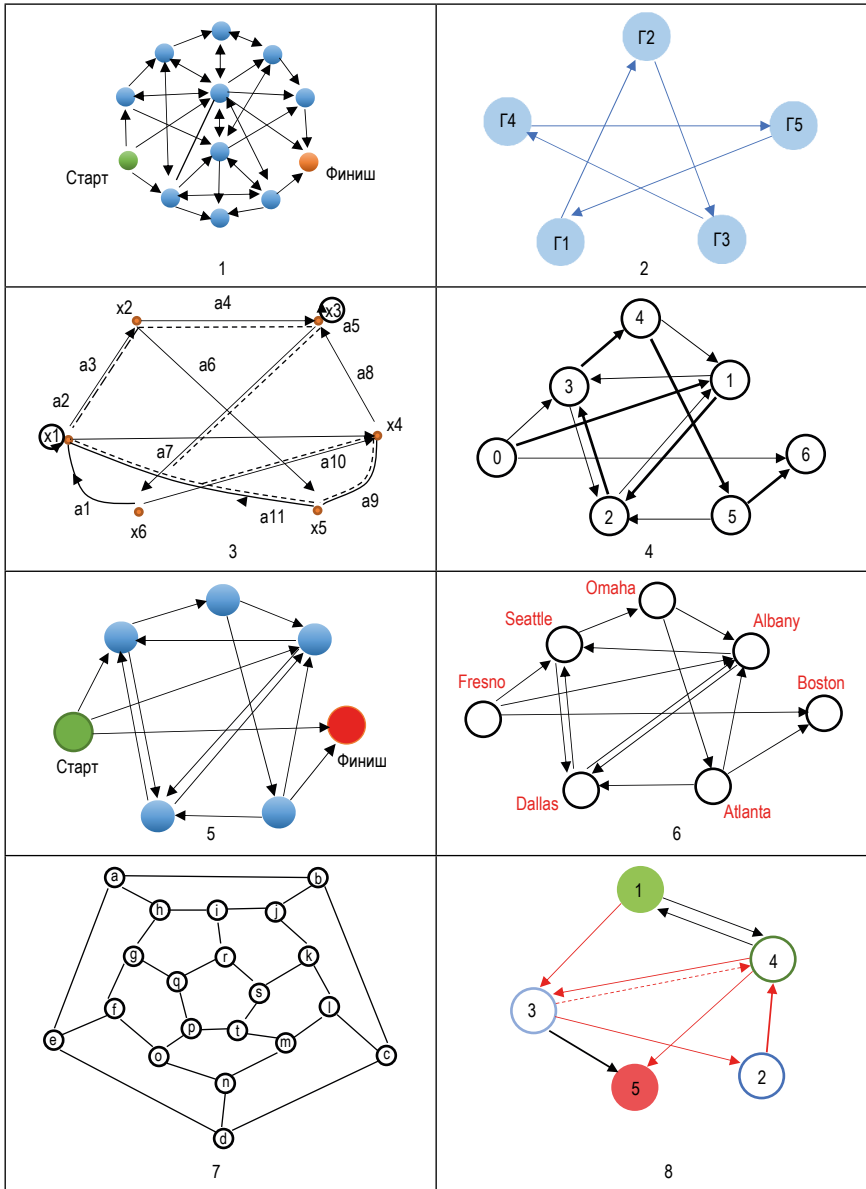 Старт
Финиш
1
Г2
Г4
Г5
Г1
Г3
2
x2
a4
x3
a5
a3
a6
a8
a2
x1
x4
a7
a10
a1
a11
a9
x6
x5
3
4
3
1
0
6
2
5
4
Старт
Финиш
5
Omaha
Seattle
Albany
Fresno
Boston
Dallas
Atlanta
6
a
b
h
i
j
g
r
k
q
s
f
l
p
t
e
o
m
c
n
d
7
1
4
3
2
5
8